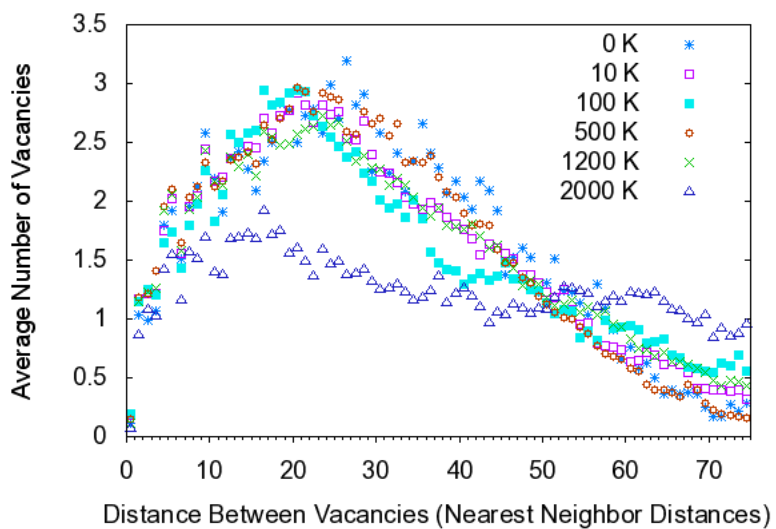 3.5
3
2.5
2
1.5
1
0.5
0
0 10 20 30 40 50 60 70
Average Number of Vacancies
Distance Between Vacancies (Nearest Neighbor Distances)
0 K
10 K
100 K
500 K
1200 K
2000 K